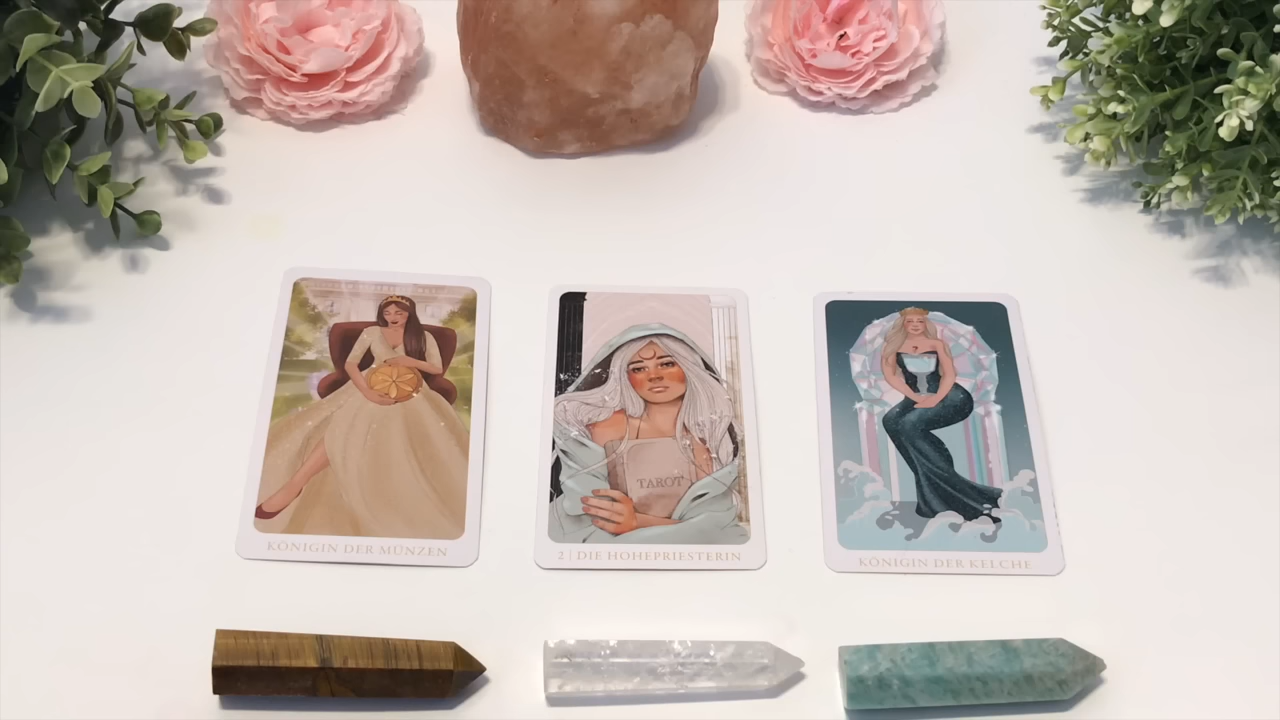 KÖNIGIN DER MÜNZEN
TAROT
2 | DIE HOHEPRIESTERIN
KÖNIGIN DER KELCHE